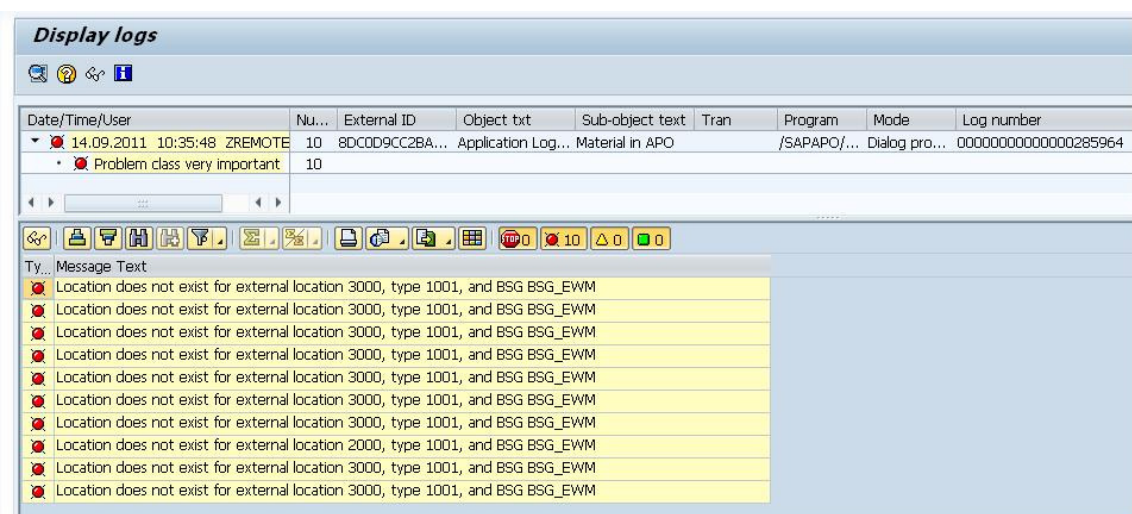 Display logs
Date/Time/User Nu... External ID Object txt Sub-object text Tran Program Mode Log number
14.09.2011 10:35:48 ZREMOTE 10 8DC0D9CC2BA... Application Log... Material in APO /SAPAPO/... Dialog pro... 00000000000000285964
Problem class very important 10
STOP 0 10 0 0
Ty... Message Text
Location does not exist for external location 3000, type 1001, and BSG BSG_EWM
Location does not exist for external location 3000, type 1001, and BSG BSG_EWM
Location does not exist for external location 3000, type 1001, and BSG BSG_EWM
Location does not exist for external location 3000, type 1001, and BSG BSG_EWM
Location does not exist for external location 3000, type 1001, and BSG BSG_EWM
Location does not exist for external location 3000, type 1001, and BSG BSG_EWM
Location does not exist for external location 3000, type 1001, and BSG BSG_EWM
Location does not exist for external location 2000, type 1001, and BSG BSG_EWM
Location does not exist for external location 3000, type 1001, and BSG BSG_EWM
Location does not exist for external location 3000, type 1001, and BSG BSG_EWM